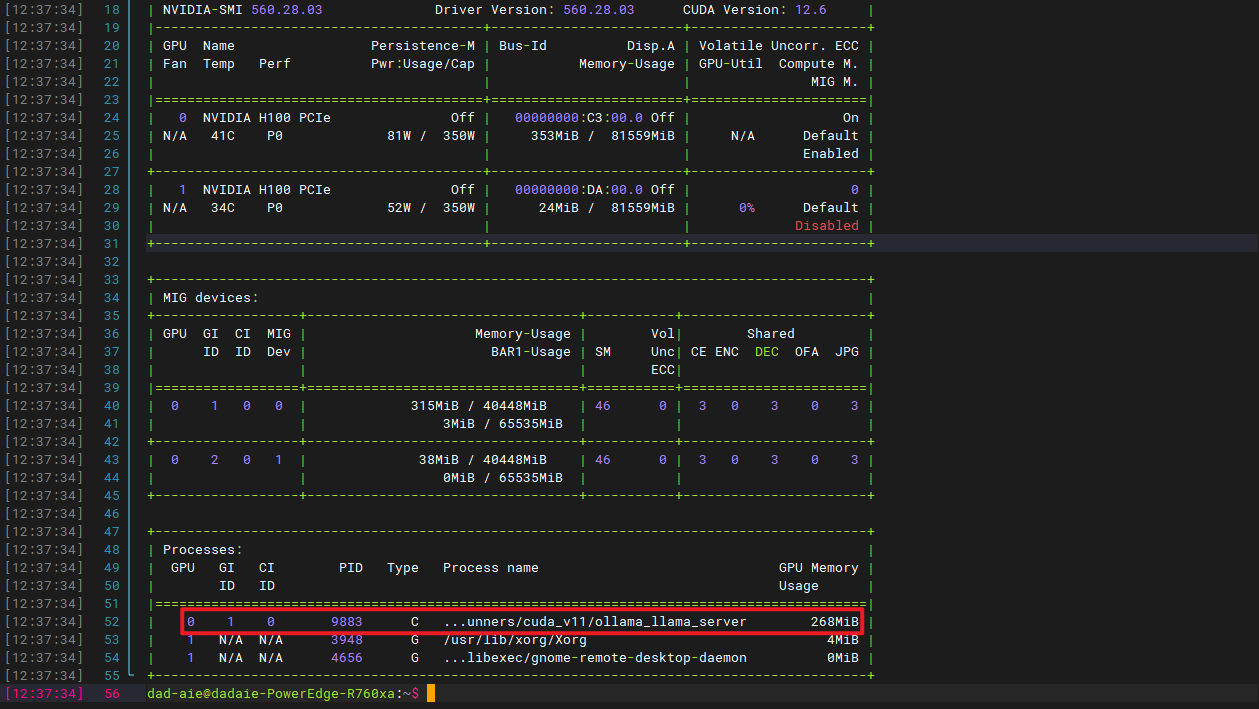 [12:37:34] 18 | NVIDIA-SMI 560.28.03 Driver Version: 560.28.03 CUDA Version: 12.6 |
[12:37:34] 19 |-----------------------------------------+------------------------+----------------------+
[12:37:34] 20 | GPU Name Persistence-M | Bus-Id Disp.A | Volatile Uncorr. ECC |
[12:37:34] 21 | Fan Temp Perf Pwr:Usage/Cap | Memory-Usage | GPU-Util Compute M. |
[12:37:34] 22 | | | MIG M. |
[12:37:34] 23 |=========================================+========================+======================|
[12:37:34] 24 | 0 NVIDIA H100 PCIe Off | 00000000:C3:00.0 Off | On |
[12:37:34] 25 | N/A 41C P0 81W / 350W | 353MiB / 81559MiB | N/A Default |
[12:37:34] 26 | | | Enabled |
[12:37:34] 27 +-----------------------------------------+------------------------+----------------------+
[12:37:34] 28 | 1 NVIDIA H100 PCIe Off | 00000000:DA:00.0 Off | 0 |
[12:37:34] 29 | N/A 34C P0 52W / 350W | 24MiB / 81559MiB | 0% Default |
[12:37:34] 30 | | | Disabled |
[12:37:34] 31 +-----------------------------------------+------------------------+----------------------+
[12:37:34] 32
[12:37:34] 33 +-----------------------------------------------------------------------------------------+
[12:37:34] 34 | MIG devices: |
[12:37:34] 35 +------------------+----------------------------------+-----------+-----------------------+
[12:37:34] 36 | GPU GI CI MIG | Memory-Usage | Vol| Shared |
[12:37:34] 37 | ID ID Dev | BAR1-Usage | SM Unc| CE ENC DEC OFA JPG |
[12:37:34] 38 | | | ECC| |
[12:37:34] 39 |==================+==================================+===========+=======================|
[12:37:34] 40 | 0 1 0 0 | 315MiB / 40448MiB | 46 0 | 3 0 3 0 3 |
[12:37:34] 41 | | 3MiB / 65535MiB | | |
[12:37:34] 42 +------------------+----------------------------------+-----------+-----------------------+
[12:37:34] 43 | 0 2 0 1 | 38MiB / 40448MiB | 46 0 | 3 0 3 0 3 |
[12:37:34] 44 | | 0MiB / 65535MiB | | |
[12:37:34] 45 +------------------+----------------------------------+-----------+-----------------------+
[12:37:34] 46
[12:37:34] 47 +-----------------------------------------------------------------------------------------+
[12:37:34] 48 | Processes: |
[12:37:34] 49 | GPU GI CI PID Type Process name GPU Memory |
[12:37:34] 50 | ID ID Usage |
[12:37:34] 51 |=========================================================================================|
[12:37:34] 52 | 0 1 0 9883 C ...unners/cuda_v11/ollama_llama_server 268MiB |
[12:37:34] 53 | 1 N/A N/A 3948 G /usr/lib/xorg/Xorg 4MiB |
[12:37:34] 54 | 1 N/A N/A 4656 G ...libexec/gnome-remote-desktop-daemon 0MiB |
[12:37:34] 55 +-----------------------------------------------------------------------------------------+
[12:37:34] 56 dad-aie@dadaie-PowerEdge-R760xa:~$